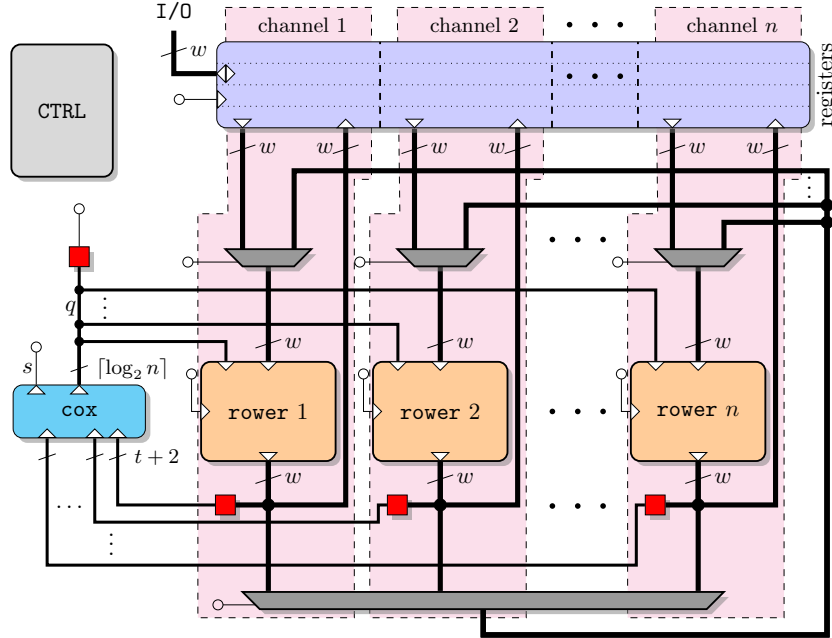 I/O
channel 1
channel 2
channel n
w
CTRL
registers
w
w
w
w
w
w
q
s
⌈log₂ n⌉
w
w
w
cox
rower 1
rower 2
rower n
t + 2
w
w
w